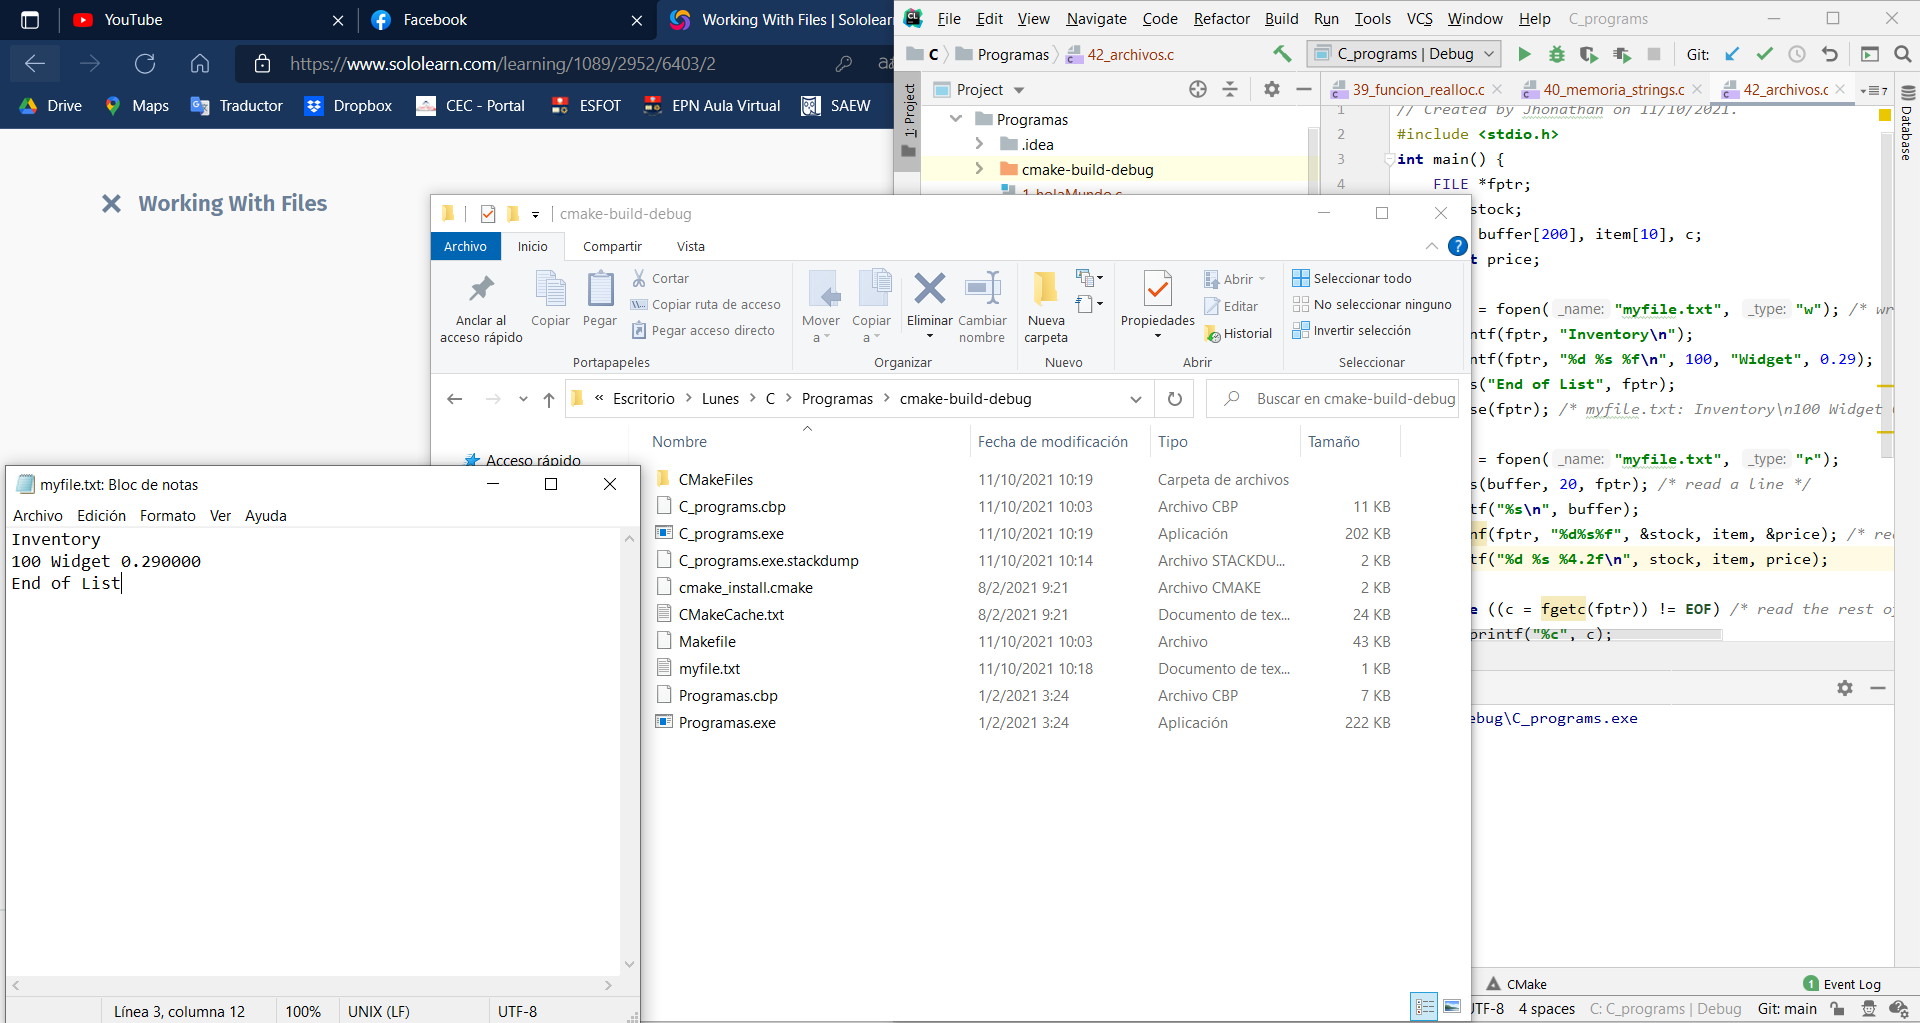 YouTube
Facebook
Working With Files | Sololearn
https://www.sololearn.com/learning/1089/2952/6403/2
Drive Maps Traductor Dropbox CEC - Portal ESFOT EPN Aula Virtual SAEW
Working With Files
File Edit View Navigate Code Refactor Build Run Tools VCS Window Help C_programs
C Programas 42_archivos.c C_programs | Debug Git:
1: Project
Project
39_funcion_realloc.c 40_memoria_strings.c 42_archivos.c 7
Database
Programas
.idea
cmake-build-debug
1_holaMundo.c
1 // Created by Jhonathan on 11/10/2021.
2 #include <stdio.h>
3 int main() {
4 FILE *fptr;
stock;
buffer[200], item[10], c;
t price;
= fopen( _name: "myfile.txt", _type: "w"); /* wr
ntf(fptr, "Inventory\n");
ntf(fptr, "%d %s %f\n", 100, "Widget", 0.29);
s("End of List", fptr);
se(fptr); /* myfile.txt: Inventory\n100 Widget
= fopen( _name: "myfile.txt", _type: "r");
s(buffer, 20, fptr); /* read a line */
tf("%s\n", buffer);
nf(fptr, "%d%s%f", &stock, item, &price); /* re
tf("%d %s %4.2f\n", stock, item, price);
e ((c = fgetc(fptr)) != EOF) /* read the rest o
printf("%c", c);
ebug\C_programs.exe
CMake
1 Event Log
UTF-8 4 spaces C: C_programs | Debug Git: main
cmake-build-debug
Archivo Inicio Compartir Vista
Anclar al acceso rápido
Copiar
Pegar
Cortar
Copiar ruta de acceso
Pegar acceso directo
Portapapeles
Mover a
Copiar a
Eliminar
Cambiar nombre
Organizar
Nueva carpeta
Nuevo
Propiedades
Abrir
Editar
Historial
Abrir
Seleccionar todo
No seleccionar ninguno
Invertir selección
Seleccionar
« Escritorio > Lunes > C > Programas > cmake-build-debug
Buscar en cmake-build-debug
Acceso rápido
Nombre Fecha de modificación Tipo Tamaño
CMakeFiles 11/10/2021 10:19 Carpeta de archivos
C_programs.cbp 11/10/2021 10:03 Archivo CBP 11 KB
C_programs.exe 11/10/2021 10:19 Aplicación 202 KB
C_programs.exe.stackdump 11/10/2021 10:14 Archivo STACKDU... 2 KB
cmake_install.cmake 8/2/2021 9:21 Archivo CMAKE 2 KB
CMakeCache.txt 8/2/2021 9:21 Documento de tex... 24 KB
Makefile 11/10/2021 10:03 Archivo 43 KB
myfile.txt 11/10/2021 10:18 Documento de tex... 1 KB
Programas.cbp 1/2/2021 3:24 Archivo CBP 7 KB
Programas.exe 1/2/2021 3:24 Aplicación 222 KB
myfile.txt: Bloc de notas
Archivo Edición Formato Ver Ayuda
Inventory
100 Widget 0.290000
End of List
Línea 3, columna 12 100% UNIX (LF) UTF-8